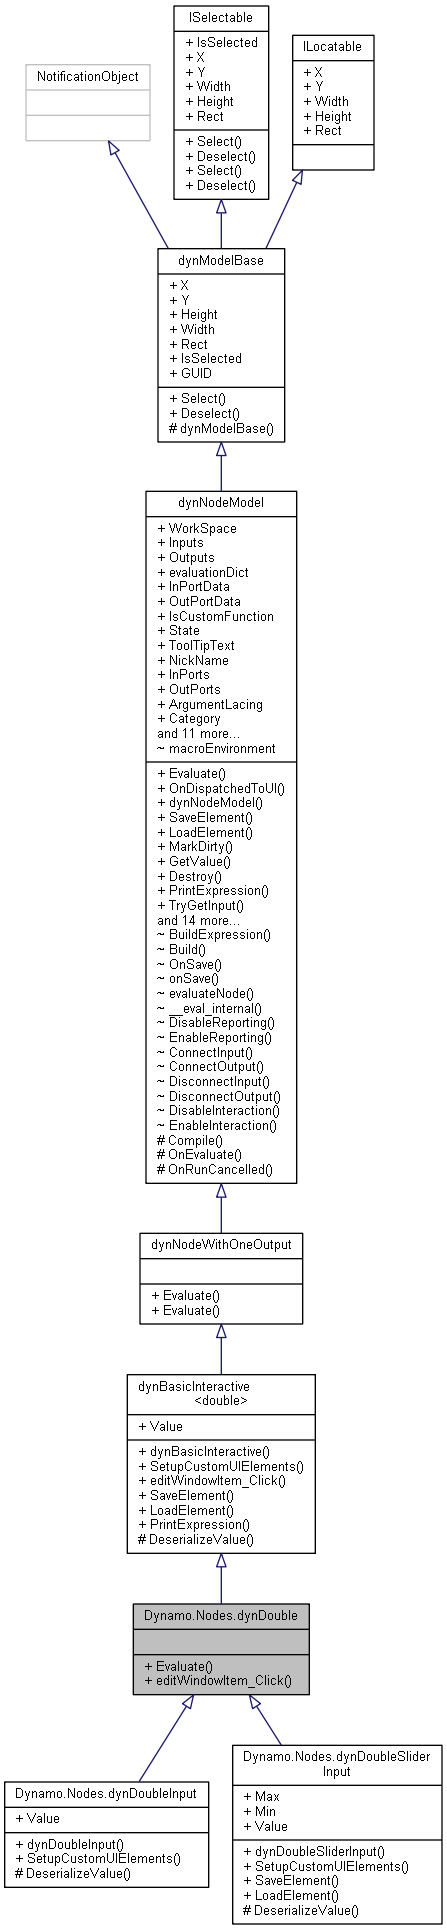 ISelectable
+ IsSelected
+ X
+ Y
+ Width
+ Height
+ Rect
+ Select()
+ Deselect()
+ Select()
+ Deselect()
ILocatable
+ X
+ Y
+ Width
+ Height
+ Rect
NotificationObject
dynModelBase
+ X
+ Y
+ Height
+ Width
+ Rect
+ IsSelected
+ GUID
+ Select()
+ Deselect()
# dynModelBase()
dynNodeModel
+ WorkSpace
+ Inputs
+ Outputs
+ evaluationDict
+ InPortData
+ OutPortData
+ IsCustomFunction
+ State
+ ToolTipText
+ NickName
+ InPorts
+ OutPorts
+ ArgumentLacing
+ Category
and 11 more...
~ macroEnvironment
+ Evaluate()
+ OnDispatchedToUI()
+ dynNodeModel()
+ SaveElement()
+ LoadElement()
+ MarkDirty()
+ GetValue()
+ Destroy()
+ PrintExpression()
+ TryGetInput()
and 14 more...
~ BuildExpression()
~ Build()
~ OnSave()
~ onSave()
~ evaluateNode()
~ __eval_internal()
~ DisableReporting()
~ EnableReporting()
~ ConnectInput()
~ ConnectOutput()
~ DisconnectInput()
~ DisconnectOutput()
~ DisableInteraction()
~ EnableInteraction()
# Compile()
# OnEvaluate()
# OnRunCancelled()
dynNodeWithOneOutput
+ Evaluate()
+ Evaluate()
dynBasicInteractive
<double>
+ Value
+ dynBasicInteractive()
+ SetupCustomUIElements()
+ editWindowItem_Click()
+ SaveElement()
+ LoadElement()
+ PrintExpression()
# DeserializeValue()
Dynamo.Nodes.dynDouble
+ Evaluate()
+ editWindowItem_Click()
Dynamo.Nodes.dynDoubleInput
+ Value
+ dynDoubleInput()
+ SetupCustomUIElements()
# DeserializeValue()
Dynamo.Nodes.dynDoubleSlider
Input
+ Max
+ Min
+ Value
+ dynDoubleSliderInput()
+ SetupCustomUIElements()
+ SaveElement()
+ LoadElement()
# DeserializeValue()